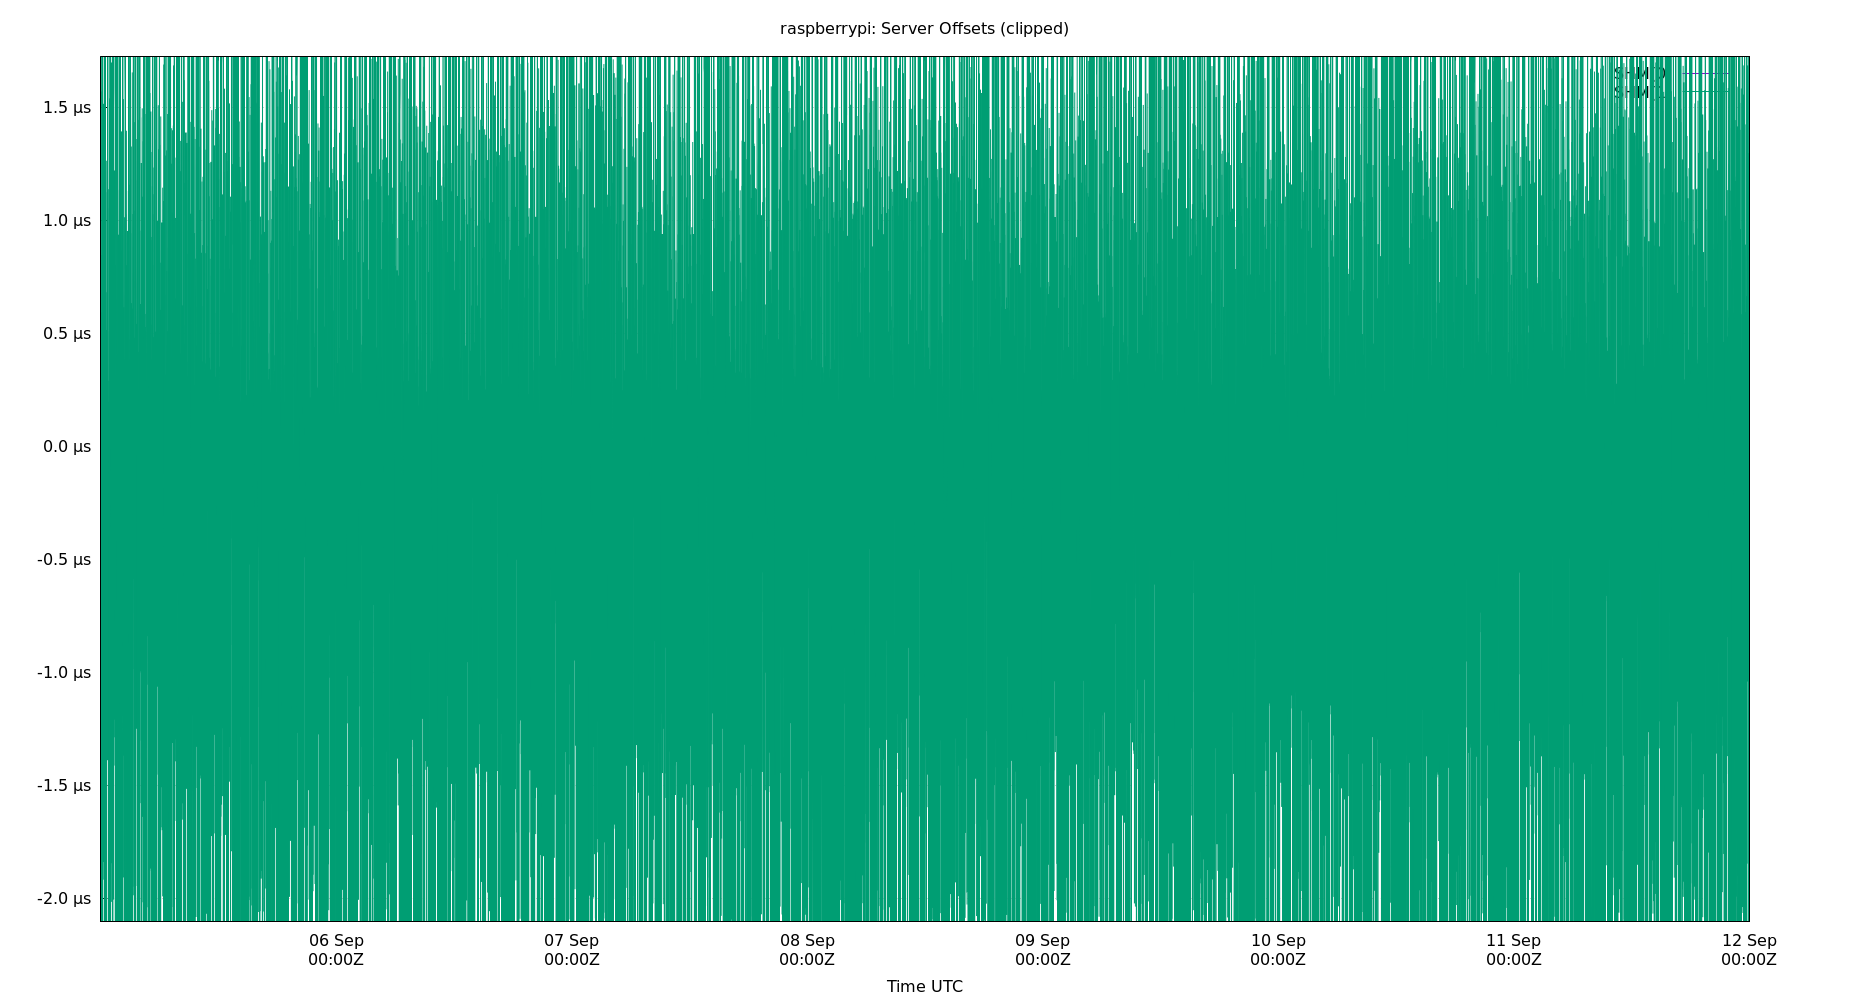 raspberrypi: Server Offsets (clipped)
1.5 µs
1.0 µs
0.5 µs
0.0 µs
-0.5 µs
-1.0 µs
-1.5 µs
-2.0 µs
06 Sep
00:00Z
07 Sep
00:00Z
08 Sep
00:00Z
09 Sep
00:00Z
10 Sep
00:00Z
11 Sep
00:00Z
12 Sep
00:00Z
Time UTC